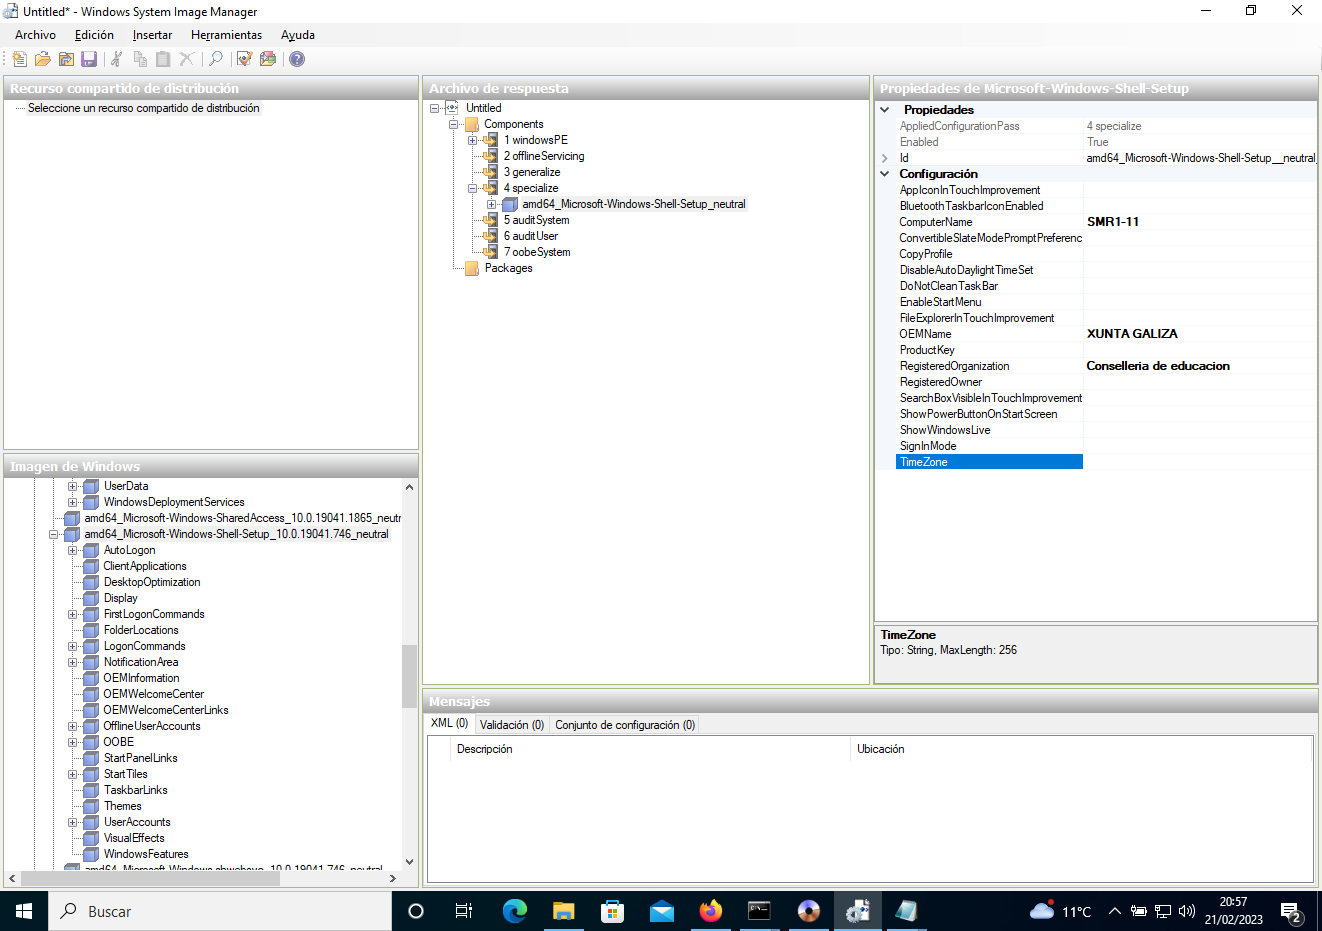 Untitled* - Windows System Image Manager
Archivo Edición Insertar Herramientas Ayuda
Recurso compartido de distribución
Seleccione un recurso compartido de distribución
Archivo de respuesta
Untitled
Components
1 windowsPE
2 offlineServicing
3 generalize
4 specialize
amd64_Microsoft-Windows-Shell-Setup_neutral
5 auditSystem
6 auditUser
7 oobeSystem
Packages
Propiedades de Microsoft-Windows-Shell-Setup
Propiedades
AppliedConfigurationPass 4 specialize
Enabled True
Id amd64_Microsoft-Windows-Shell-Setup__neutral_
Configuración
AppIconInTouchImprovement
BluetoothTaskbarIconEnabled
ComputerName SMR1-11
ConvertibleSlateModePromptPreferenc
CopyProfile
DisableAutoDaylightTimeSet
DoNotCleanTaskBar
EnableStartMenu
FileExplorerInTouchImprovement
OEMName XUNTA GALIZA
ProductKey
RegisteredOrganization Conselleria de educacion
RegisteredOwner
SearchBoxVisibleInTouchImprovement
ShowPowerButtonOnStartScreen
ShowWindowsLive
SignInMode
TimeZone
TimeZone
Tipo: String, MaxLength: 256
Imagen de Windows
UserData
WindowsDeploymentServices
amd64_Microsoft-Windows-SharedAccess_10.0.19041.1865_neutr
amd64_Microsoft-Windows-Shell-Setup_10.0.19041.746_neutral
AutoLogon
ClientApplications
DesktopOptimization
Display
FirstLogonCommands
FolderLocations
LogonCommands
NotificationArea
OEMInformation
OEMWelcomeCenter
OEMWelcomeCenterLinks
OfflineUserAccounts
OOBE
StartPanelLinks
StartTiles
TaskbarLinks
Themes
UserAccounts
VisualEffects
WindowsFeatures
Mensajes
XML (0) Validación (0) Conjunto de configuración (0)
Descripción Ubicación
Buscar
11°C
20:57
21/02/2023
2